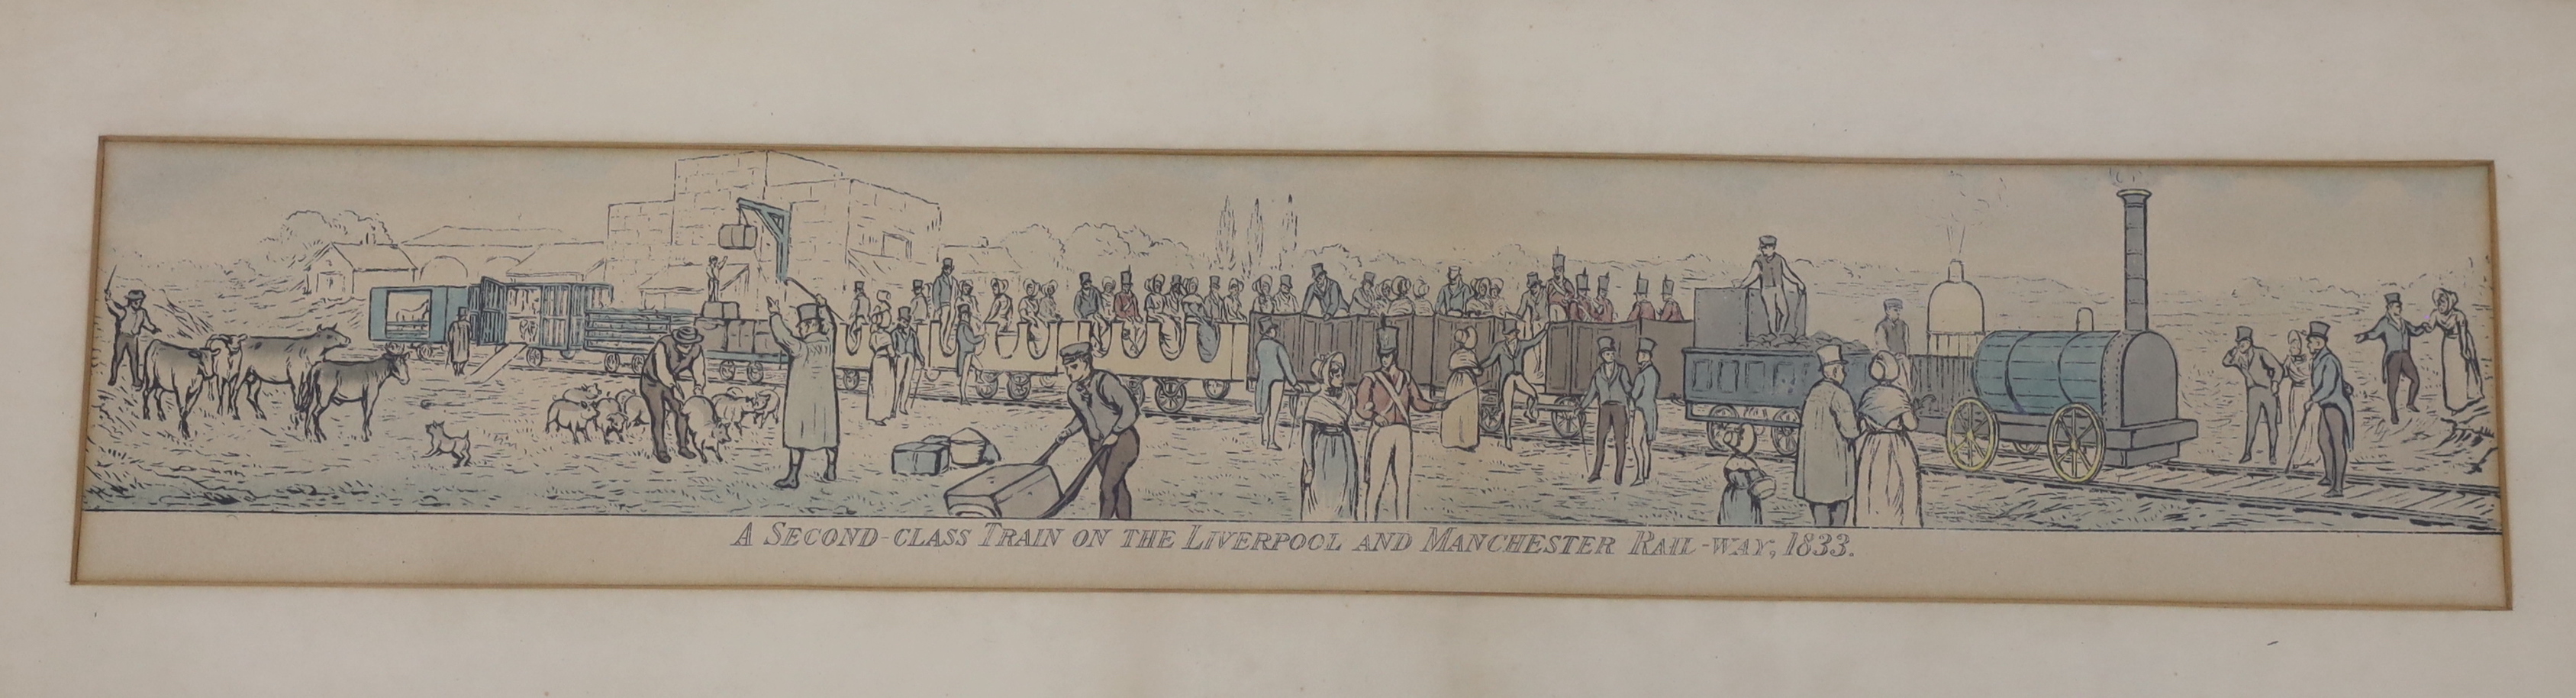 A SECOND-CLASS TRAIN ON THE LIVERPOOL AND MANCHESTER RAIL-WAY, 1833.